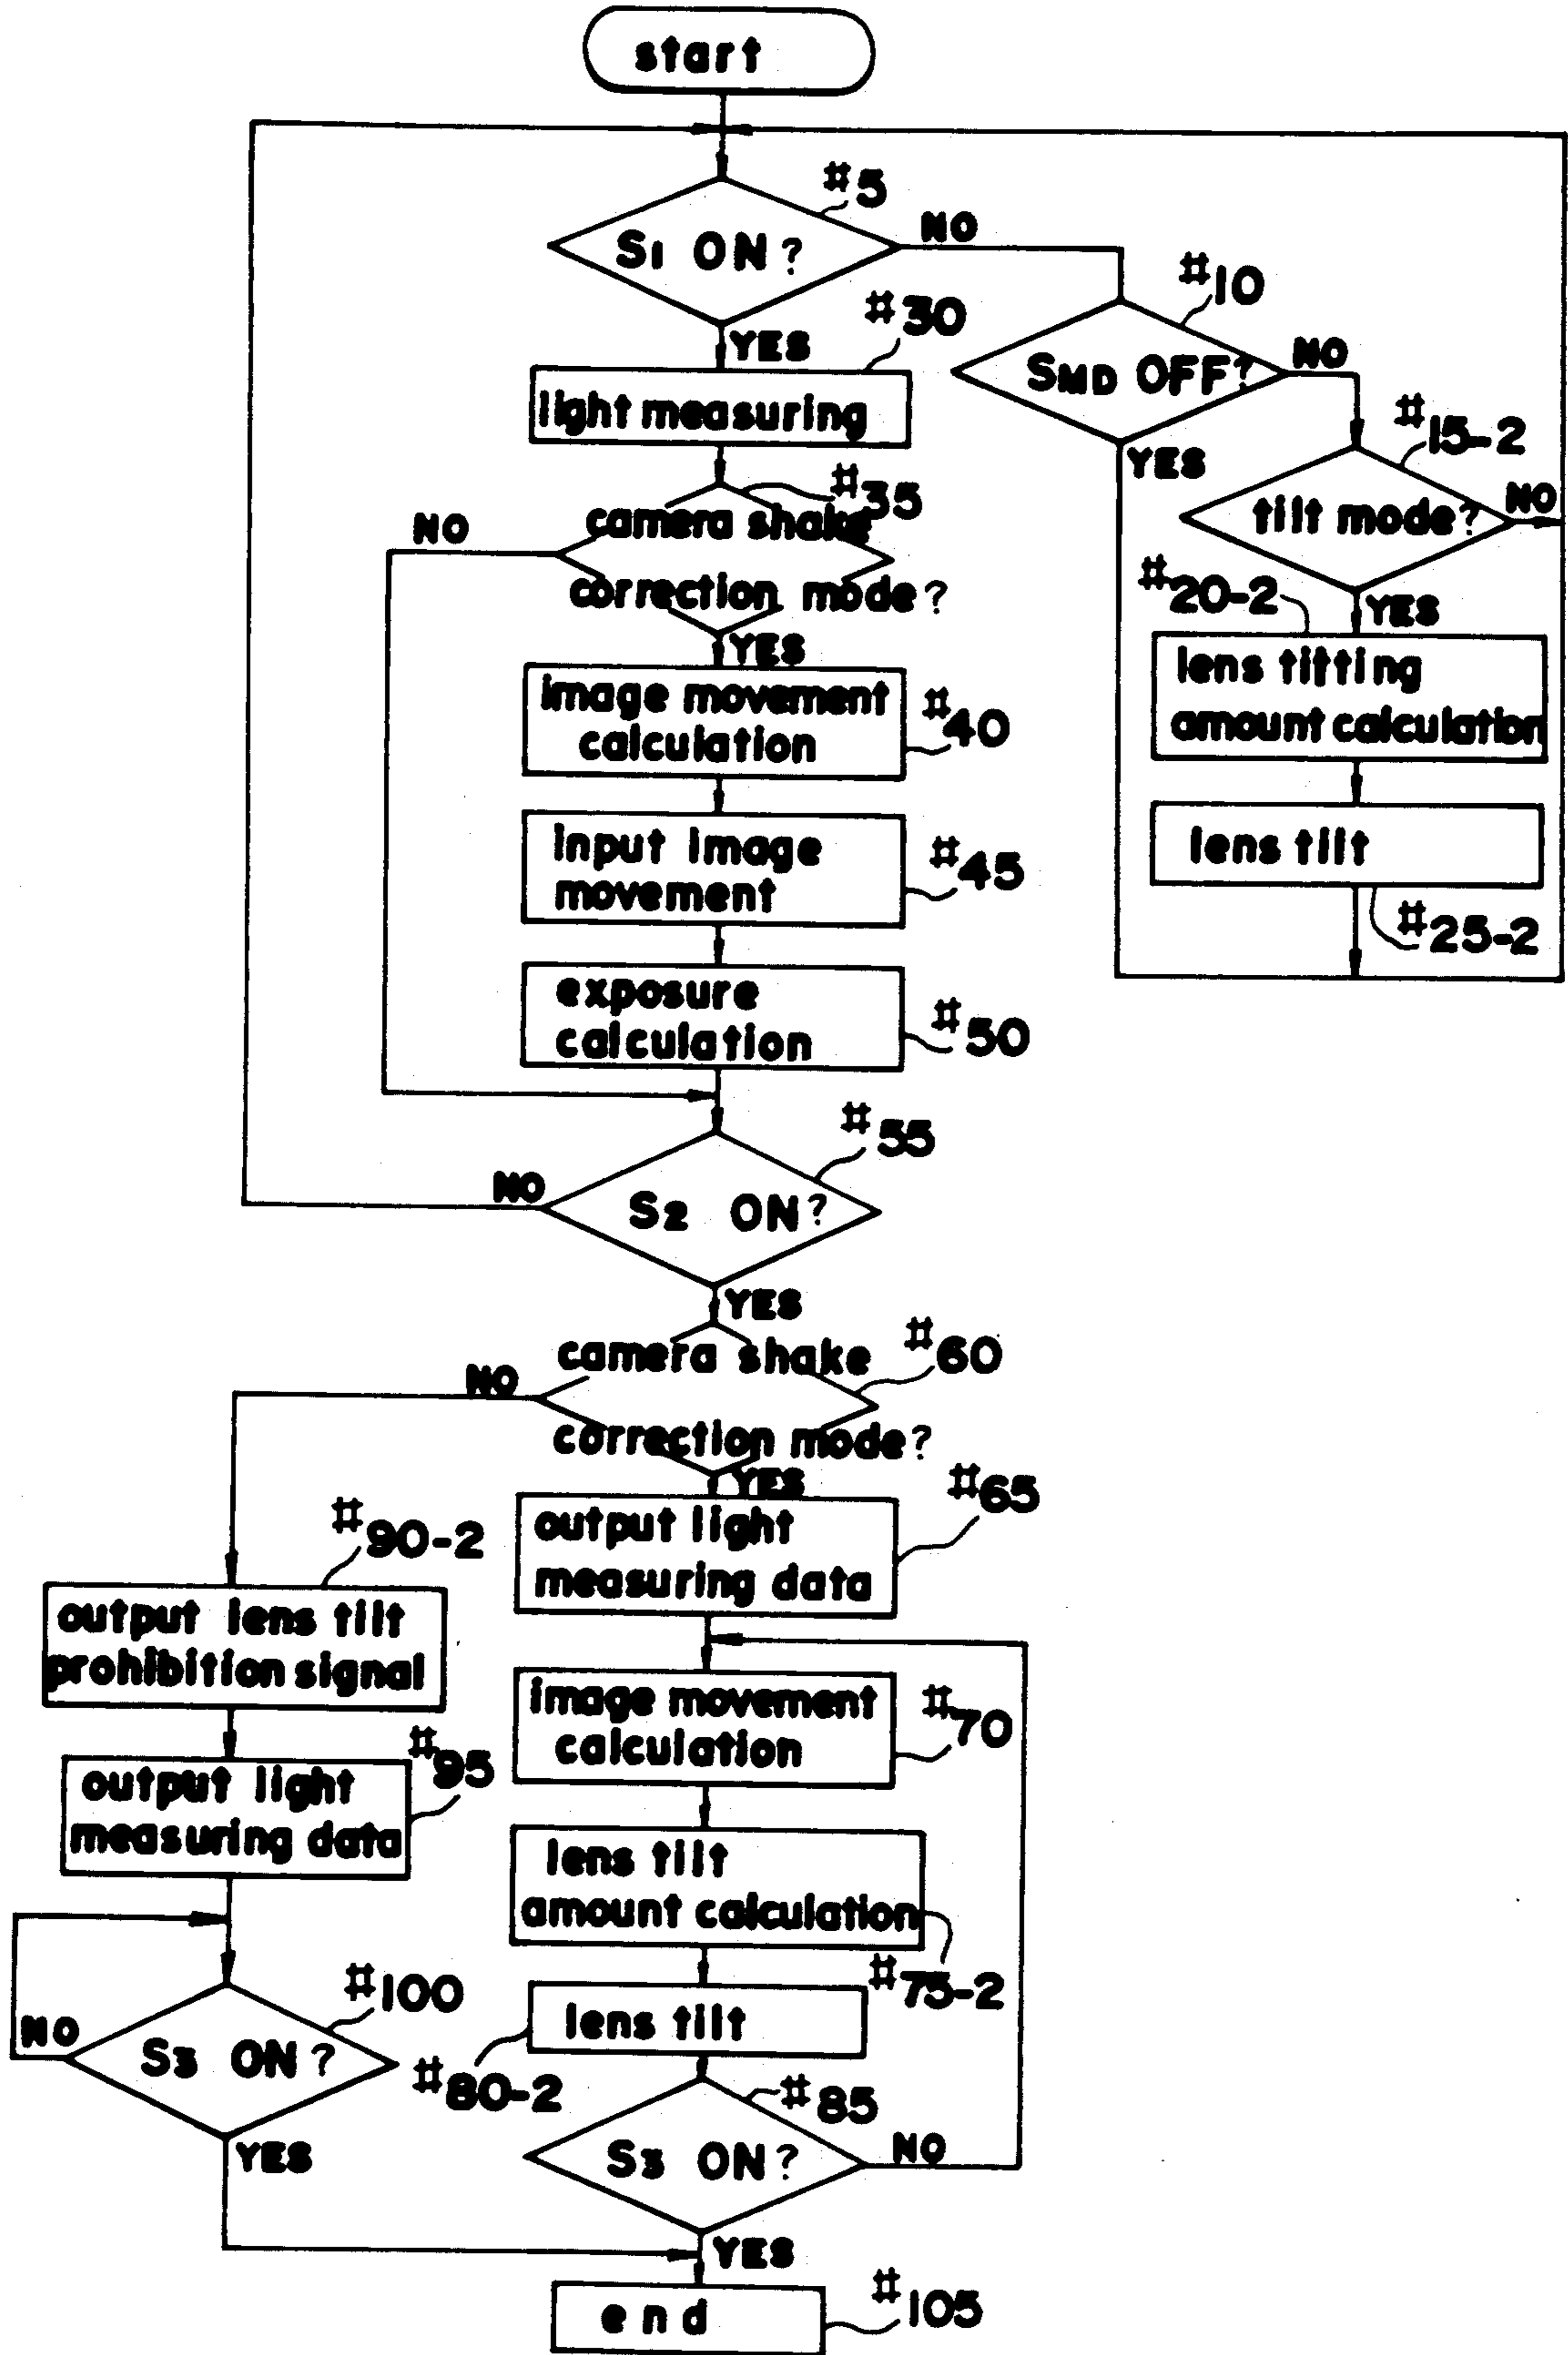 start
#5
S1 ON?
NO
#10
#30
YES
SMD OFF?
NO
light measuring
#15-2
YES
#35
tilt mode?
NO
camera shake
correction mode?
NO
#20-2
YES
YES
lens titting
amount calculation
image movement
calculation
#40
lens tilt
Input Image
movement
#45
#25-2
exposure
calculation
#50
#55
NO
S2 ON?
YES
camera shake
correction mode?
#60
NO
YES
#65
#90-2
output light
measuring data
output lens tilt
prohibition signal
image movement
calculation
#70
#95
output light
measuring data
lens tilt
amount calculation
#75-2
#100
lens tilt
NO
S3 ON?
#80-2
#85
YES
S3 ON?
NO
YES
end
#105